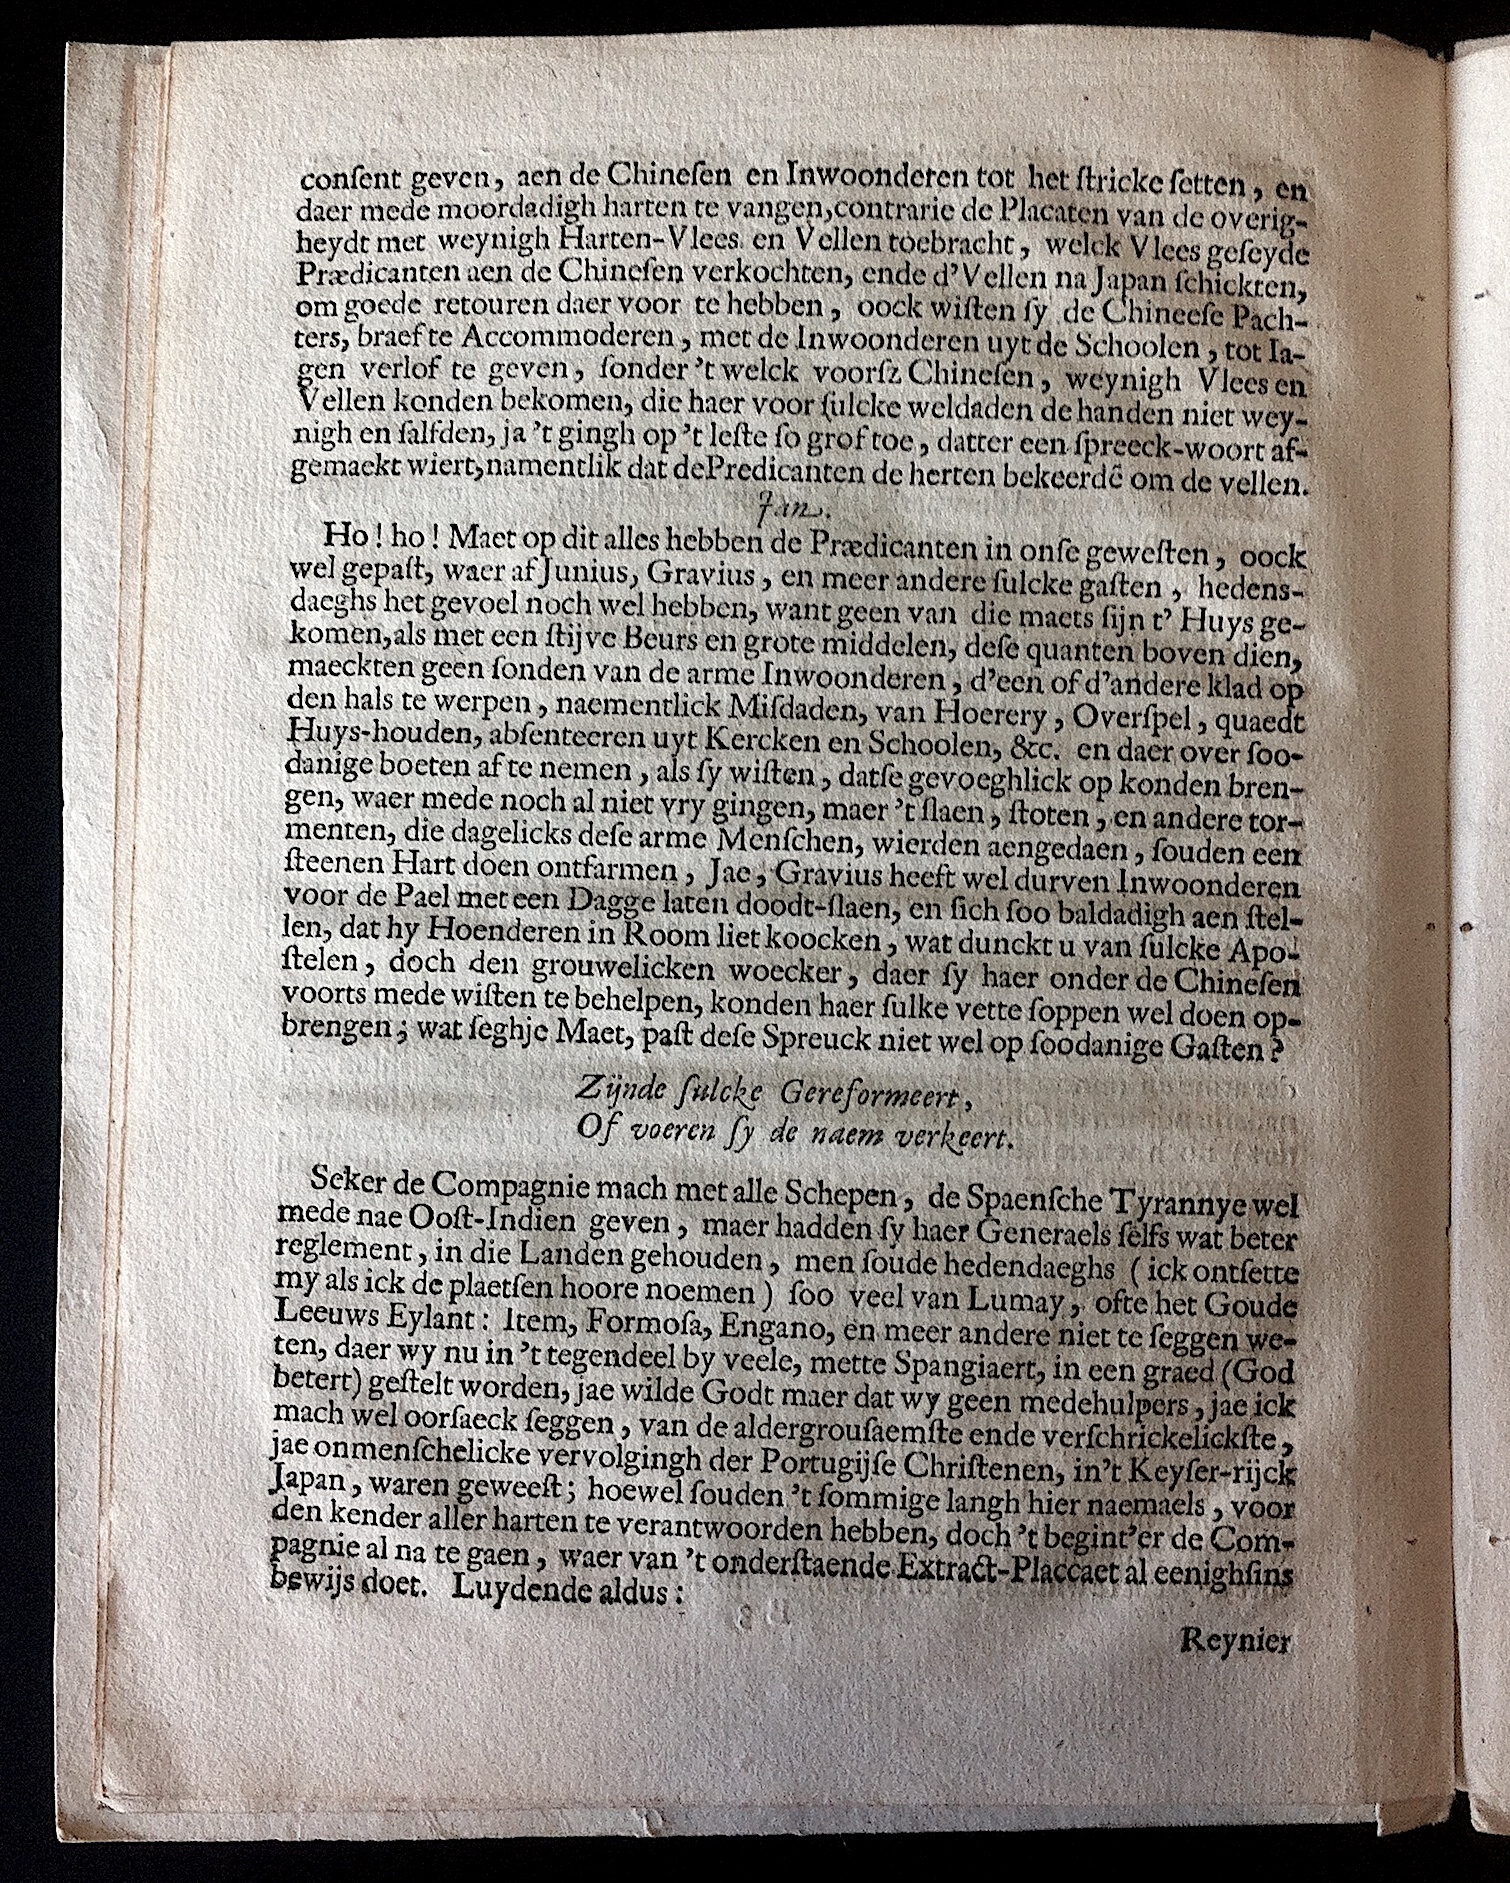 conſent geven, aen de Chineſen en Inwoonderen tot het ſtricke ſetten, en
daer mede moordadigh harten te vangen, contrarie de Placaten van de overig-
heydt met weynigh Harten-Vlees en Vellen toebracht, welck Vlees geſeyde
Prædicanten aen de Chineſen verkochten, ende d'Vellen na Japan ſchickten,
om goede retouren daer voor te hebben, oock wiſten ſy de Chineeſe Pach-
ters, braef te Accommoderen, met de Inwoonderen uyt de Schoolen, tot Ia-
gen verlof te geven, ſonder 't welck voorſz Chineſen, weynigh Vlees en
Vellen konden bekomen, die haer voor ſulcke weldaden de handen niet wey-
nigh en ſalfden, ja 't gingh op 't leſte ſo grof toe, datter een ſpreeck-woort af-
gemaekt wiert, namentlik dat de Predicanten de herten bekeerdē om de vellen.
Jan.
Ho! ho! Maet op dit alles hebben de Prædicanten in onſe geweſten, oock
wel gepaſt, waer af Junius, Gravius, en meer andere ſulcke gaſten, hedens-
daeghs het gevoel noch wel hebben, want geen van die maets ſijn t' Huys ge-
komen, als met een ſtijve Beurs en grote middelen, deſe quanten boven dien,
maeckten geen ſonden van de arme Inwoonderen, d'een of d'andere klad op
den hals te werpen, naementlick Miſdaden, van Hoerery, Overſpel, quaedt
Huys-houden, abſenteeren uyt Kercken en Schoolen, &c. en daer over ſoo-
danige boeten af te nemen, als ſy wiſten, datſe gevoeghlick op konden bren-
gen, waer mede noch al niet vry gingen, maer 't ſlaen, ſtoten, en andere tor-
menten, die dagelicks deſe arme Menſchen, wierden aengedaen, ſouden een
ſteenen Hart doen ontfarmen, Jae, Gravius heeft wel durven Inwoonderen
voor de Pael met een Dagge laten doodt-ſlaen, en ſich ſoo baldadigh aen ſtel-
len, dat hy Hoenderen in Room liet koocken, wat dunckt u van ſulcke Apo-
ſtelen, doch den grouwelicken woecker, daer ſy haer onder de Chineſen
voorts mede wiſten te behelpen, konden haer ſulke vette ſoppen wel doen op-
brengen; wat ſeghje Maet, paſt deſe Spreuck niet wel op ſoodanige Gaſten?
Zijnde ſulcke Gereformeert,
Of voeren ſy de naem verkeert.
Seker de Compagnie mach met alle Schepen, de Spaenſche Tyrannye wel
mede nae Ooſt-Indien geven, maer hadden ſy haer Generaels ſelfs wat beter
reglement, in die Landen gehouden, men ſoude hedendaeghs (ick ontſette
my als ick de plaetſen hoore noemen) ſoo veel van Lumay, ofte het Goude
Leeuws Eylant: Item, Formoſa, Engano, en meer andere niet te ſeggen we-
ten, daer wy nu in 't tegendeel by veele, mette Spangiaert, in een graed (God
betert) geſtelt worden, jae wilde Godt maer dat wy geen medehulpers, jae ick
mach wel oorſaeck ſeggen, van de aldergrouſaemſte ende verſchrickelickſte,
jae onmenſchelicke vervolgingh der Portugijſe Chriſtenen, in't Keyſer-rijck
Japan, waren geweeſt; hoewel ſouden 't ſommige langh hier naemaels, voor
den kender aller harten te verantwoorden hebben, doch 't begint'er de Com-
pagnie al na te gaen, waer van 't onderſtaende Extract-Placcaet al eenighſins
bewijs doet. Luydende aldus:
Reynier